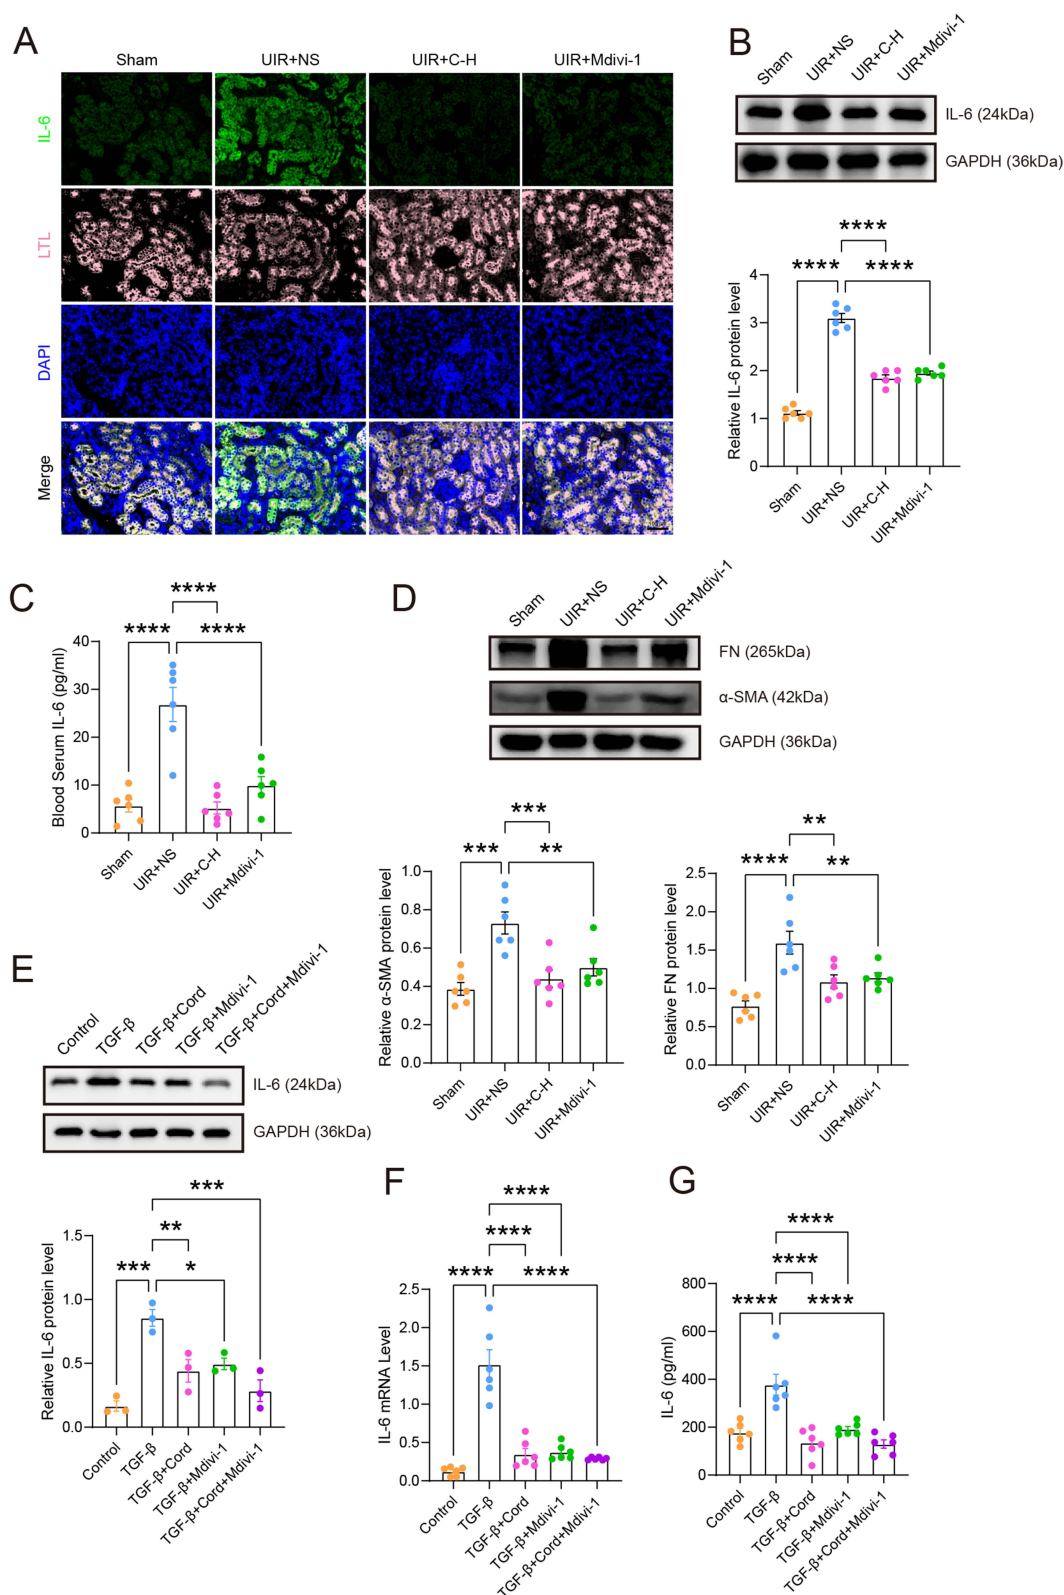 A
Sham
UIR+NS
UIR+C-H
UIR+Mdivi-1
IL-6
LTL
DAPI
Merge
B
Sham
UIR+NS
UIR+C-H
UIR+Mdivi-1
IL-6 (24kDa)
GAPDH (36kDa)
****
**** ****
Relative IL-6 protein level
4
3
2
1
0
Sham
UIR+NS
UIR+C-H
UIR+Mdivi-1
C
****
**** ****
Blood Serum IL-6 (pg/ml)
40
30
20
10
0
Sham
UIR+NS
UIR+C-H
UIR+Mdivi-1
D
Sham
UIR+NS
UIR+C-H
UIR+Mdivi-1
FN (265kDa)
α-SMA (42kDa)
GAPDH (36kDa)
***
*** **
Relative α-SMA protein level
1.0
0.8
0.6
0.4
0.2
0.0
Sham
UIR+NS
UIR+C-H
UIR+Mdivi-1
**
**** **
Relative FN protein level
2.5
2.0
1.5
1.0
0.5
0.0
Sham
UIR+NS
UIR+C-H
UIR+Mdivi-1
E
Control
TGF-β
TGF-β+Cord
TGF-β+Mdivi-1
TGF-β+Cord+Mdivi-1
IL-6 (24kDa)
GAPDH (36kDa)
***
**
*** *
Relative IL-6 protein level
1.5
1.0
0.5
0.0
Control
TGF-β
TGF-β+Cord
TGF-β+Mdivi-1
TGF-β+Cord+Mdivi-1
F
****
****
**** ****
IL-6 mRNA Level
2.5
2.0
1.5
1.0
0.5
0.0
Control
TGF-β
TGF-β+Cord
TGF-β+Mdivi-1
TGF-β+Cord+Mdivi-1
G
****
****
**** ****
IL-6 (pg/ml)
800
600
400
200
0
Control
TGF-β
TGF-β+Cord
TGF-β+Mdivi-1
TGF-β+Cord+Mdivi-1